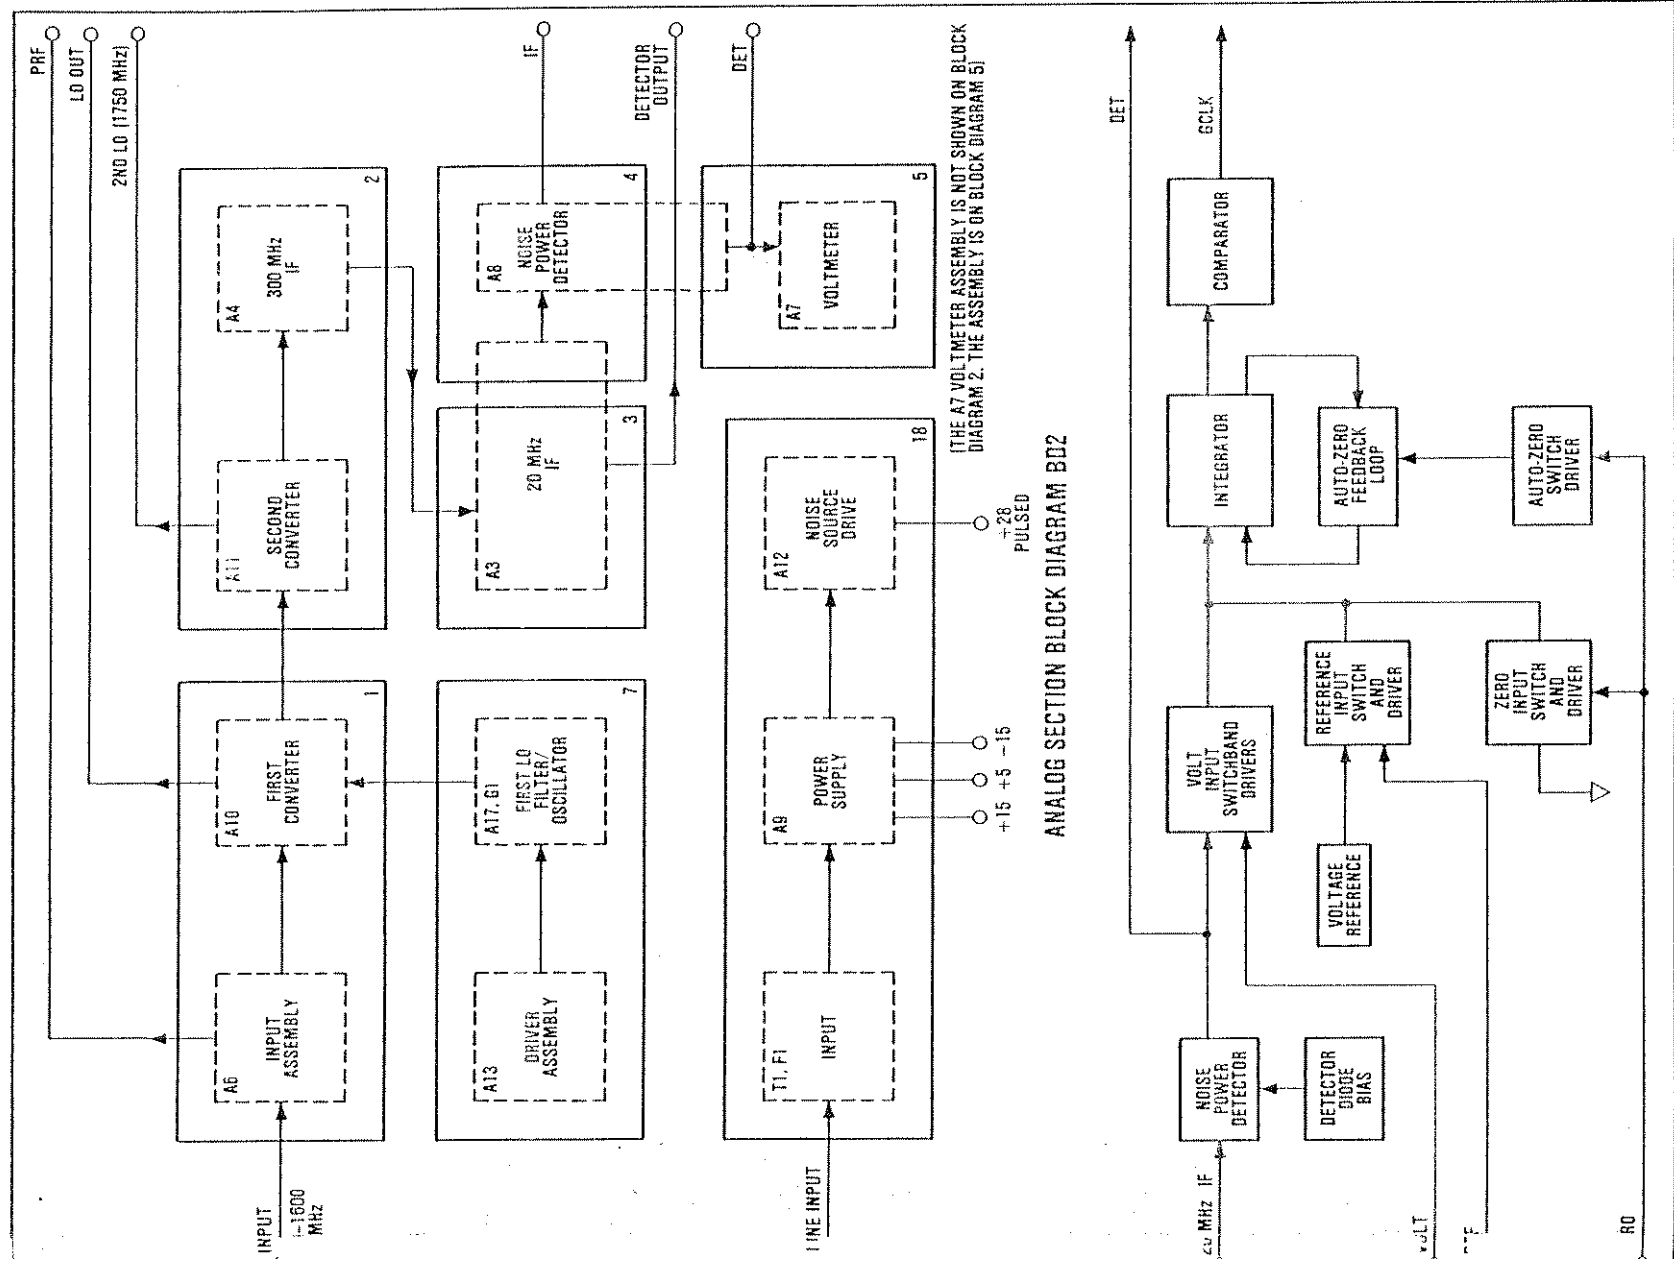 PRF
LO OUT
2ND LO (1750 MHz)
2
A11
SECOND
CONVERTER
A4
300 MHz
IF
1
INPUT
1-1600
MHz
A6
INPUT
ASSEMBLY
A10
FIRST
CONVERTER
IF
DETECTOR
OUTPUT
DET
4
A8
NOISE
POWER
DETECTOR
3
A3
20 MHz
IF
7
A13
DRIVER
ASSEMBLY
A17, G1
FIRST LO
FILTER/
OSCILLATOR
5
A7
VOLTMETER
18
LINE INPUT
T1, F1
INPUT
A9
POWER
SUPPLY
A12
NOISE
SOURCE
DRIVE
+15
+5
-15
+28
PULSED
(THE A7 VOLTMETER ASSEMBLY IS NOT SHOWN ON BLOCK
DIAGRAM 2. THE ASSEMBLY IS ON BLOCK DIAGRAM 5)
ANALOG SECTION BLOCK DIAGRAM BD2
DET
GCLK
20 MHz IF
NOISE
POWER
DETECTOR
DETECTOR
DIODE
BIAS
VOLT
INPUT
SWITCHBAND
DRIVERS
INTEGRATOR
COMPARATOR
VOLTAGE
REFERENCE
REFERENCE
INPUT
SWITCH
AND
DRIVER
AUTO-ZERO
FEEDBACK
LOOP
ZERO
INPUT
SWITCH
AND
DRIVER
AUTO-ZERO
SWITCH
DRIVER
VOLT
RO